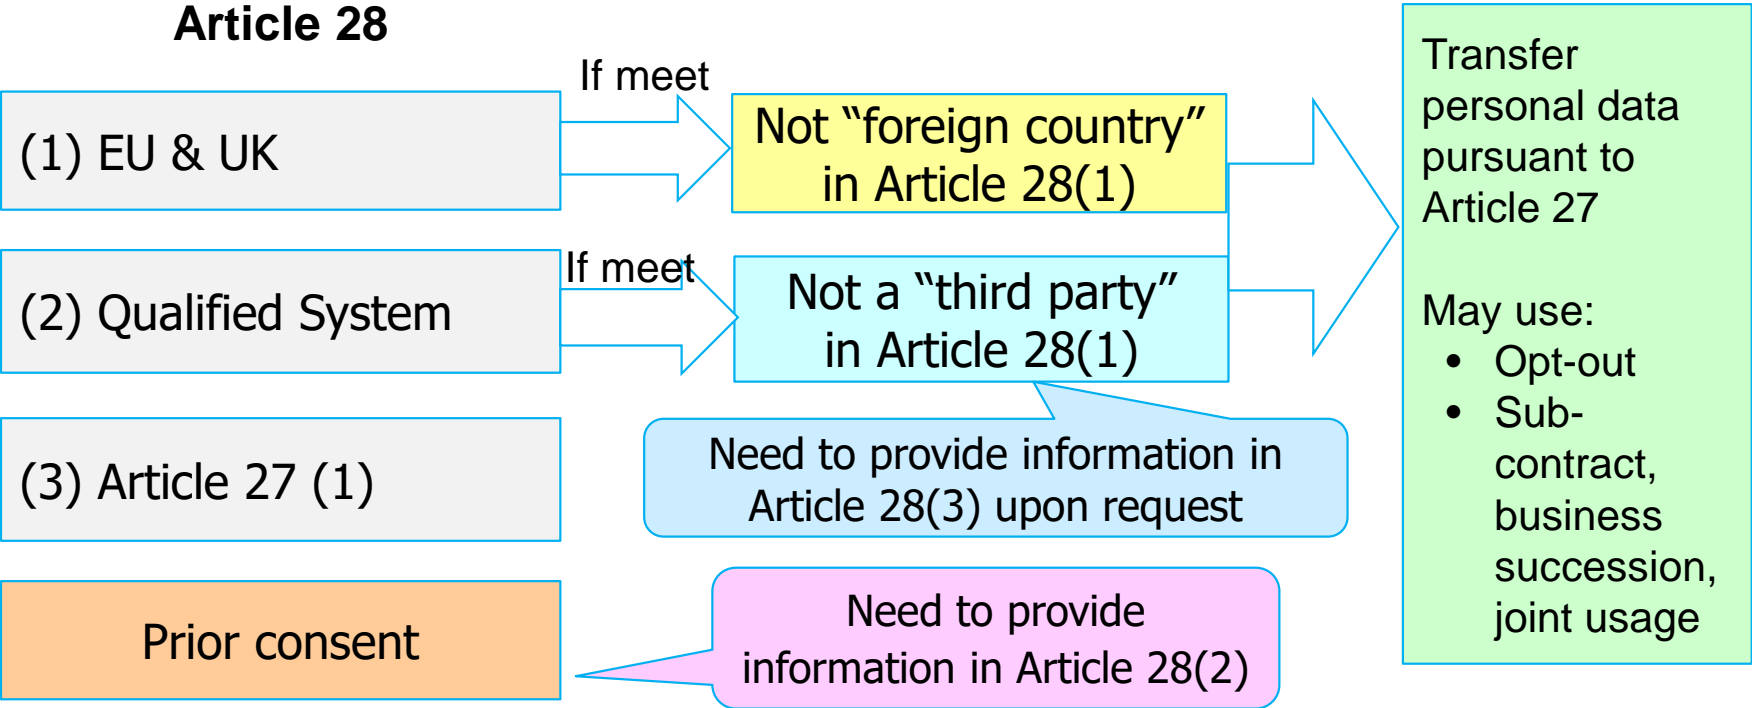 Article 28
If meet
(1) EU & UK
Not “foreign country”
in Article 28(1)
If meet
(2) Qualified System
Not a “third party”
in Article 28(1)
(3) Article 27 (1)
Need to provide information in
Article 28(3) upon request
Prior consent
Need to provide
information in Article 28(2)
Transfer
personal data
pursuant to
Article 27
May use:
• Opt-out
• Sub-
contract,
business
succession,
joint usage